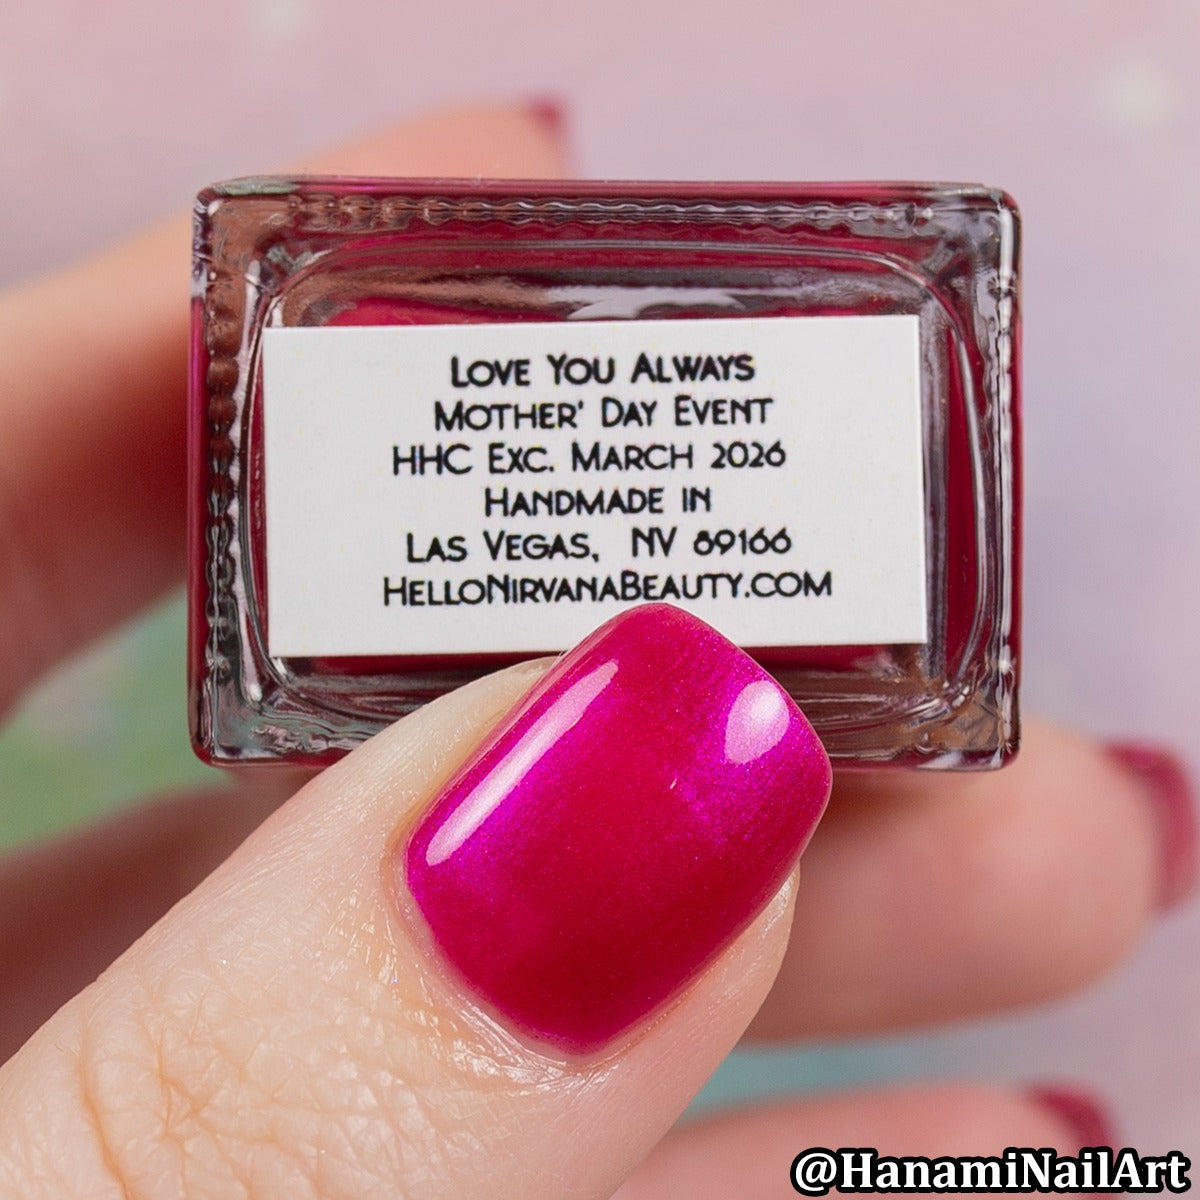 Love You Always
Mother' Day Event
HHC Exc. March 2026
Handmade in
Las Vegas, NV 89166
HelloNirvanaBeauty.com
@HanamiNailArt